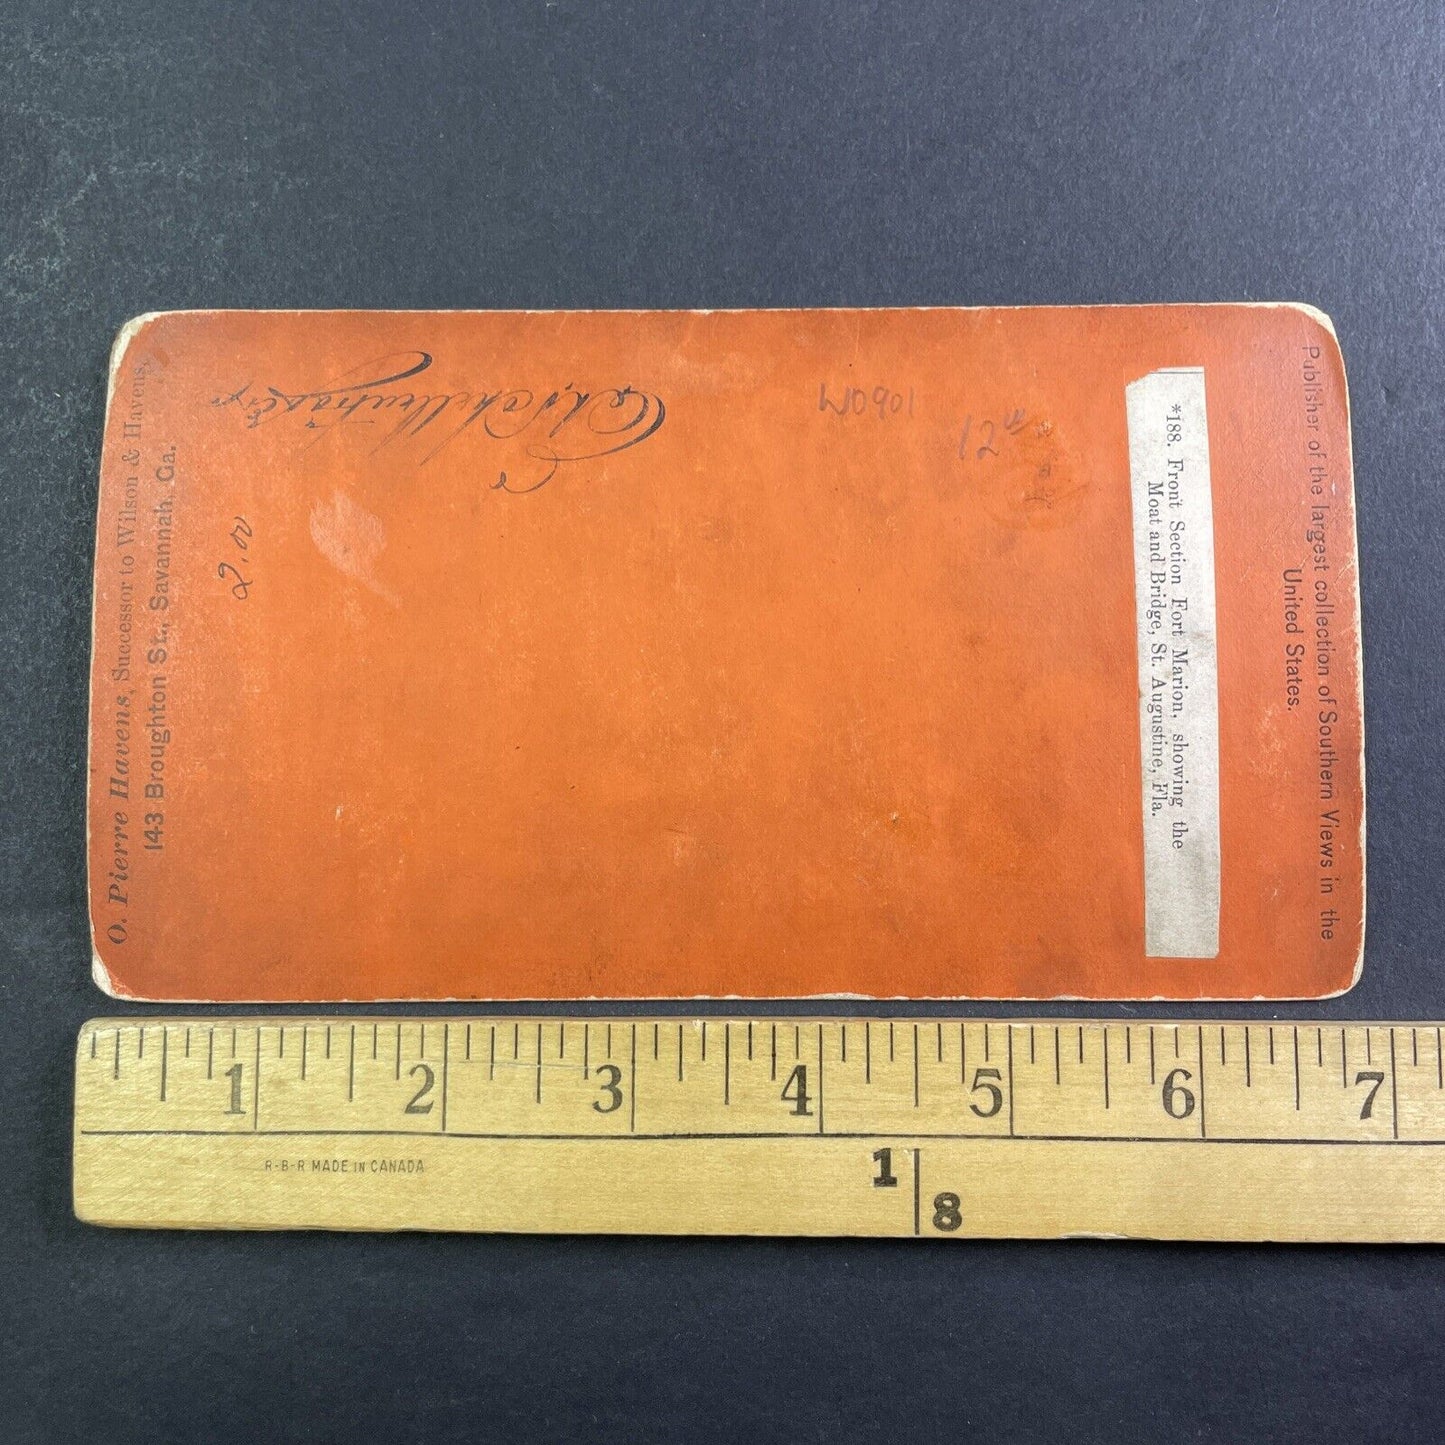 O. Pierre Havens, Successor to Wilson & Havens,
143 Broughton St., Savannah, Ga.
2.00
W0901
12
*188. Front Section Fort Marion, showing the
Moat and Bridge, St. Augustine, Fla.
Publisher of the largest collection of Southern Views in the
United States.
1 2 3 4 5 6 7
R-B-R MADE IN CANADA
1
8